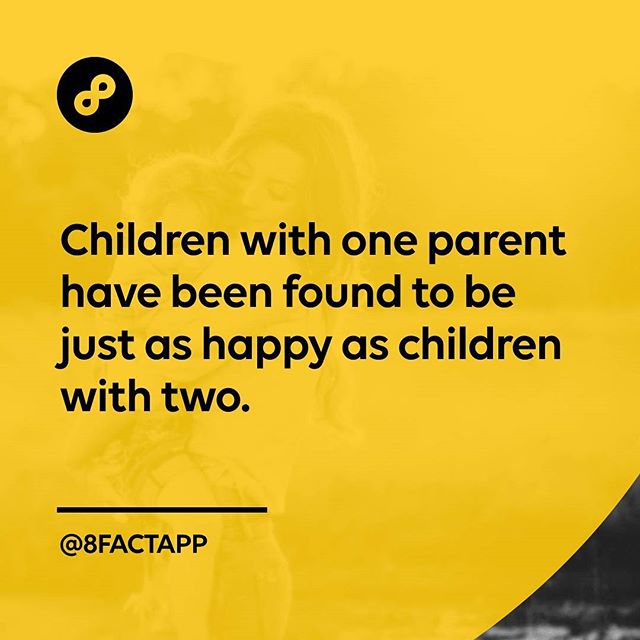 Children with one parent
have been found to be
just as happy as children
with two.
@8FACTAPP